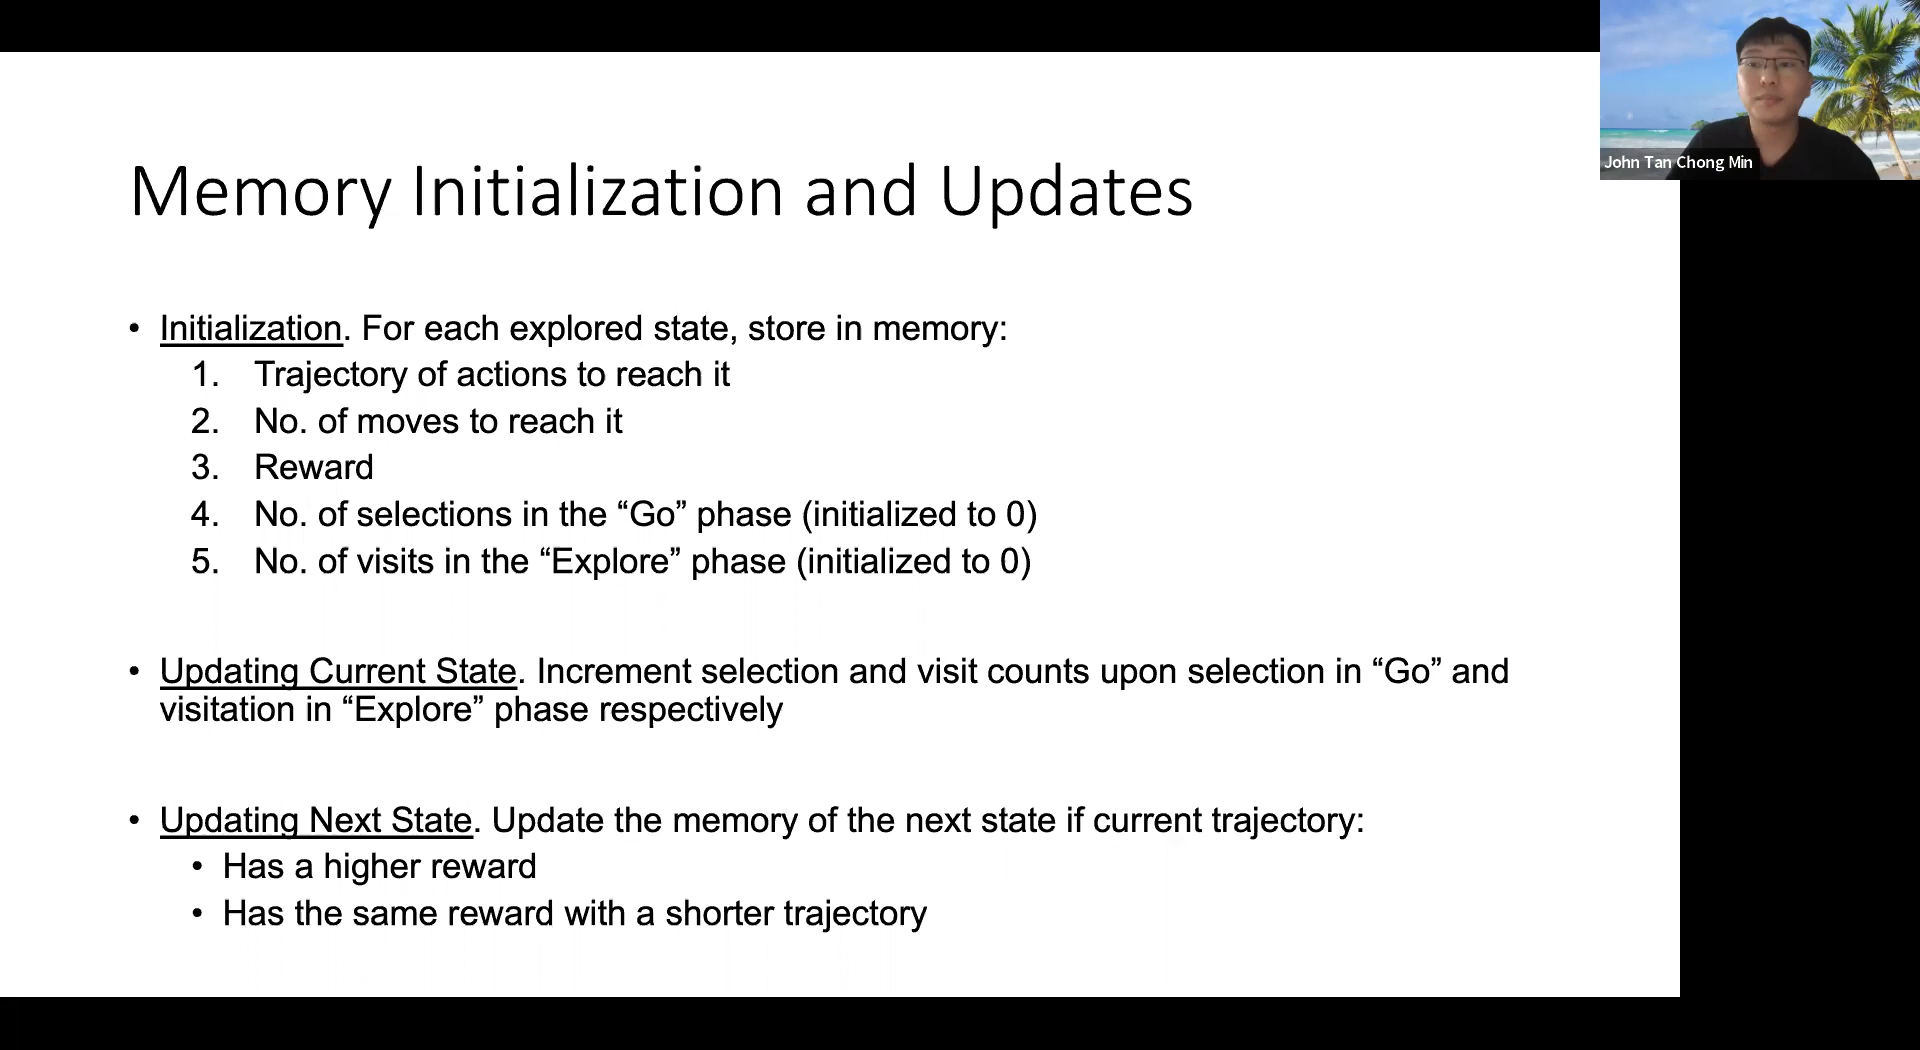 John Tan Chong Min
Memory Initialization and Updates
• Initialization. For each explored state, store in memory:
1. Trajectory of actions to reach it
2. No. of moves to reach it
3. Reward
4. No. of selections in the “Go” phase (initialized to 0)
5. No. of visits in the “Explore” phase (initialized to 0)
• Updating Current State. Increment selection and visit counts upon selection in “Go” and
visitation in “Explore” phase respectively
• Updating Next State. Update the memory of the next state if current trajectory:
• Has a higher reward
• Has the same reward with a shorter trajectory